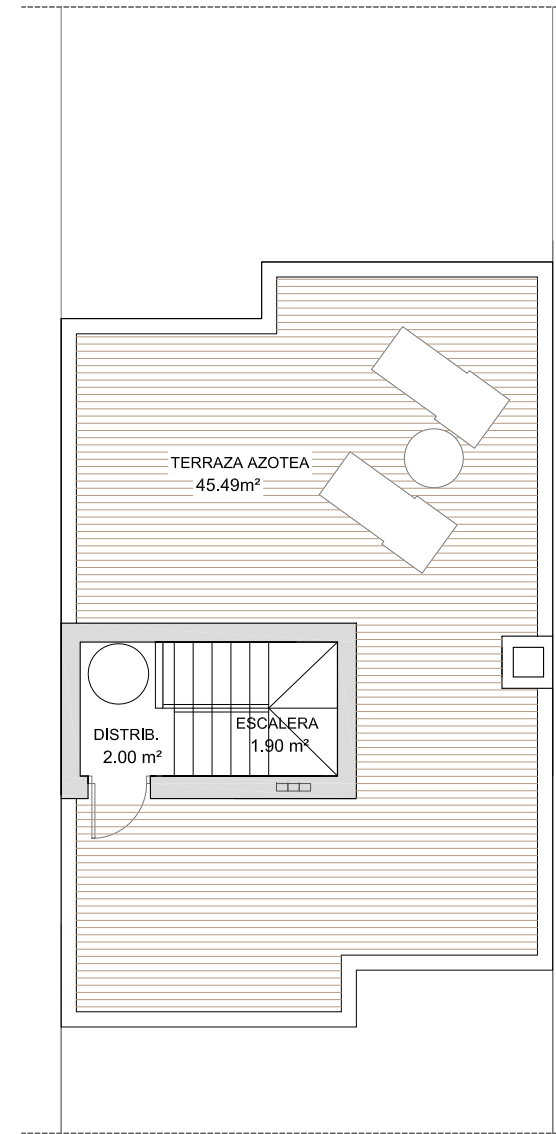 TERRAZA AZOTEA
45.49m²
DISTRIB.
2.00 m²
ESCALERA
1.90 m²